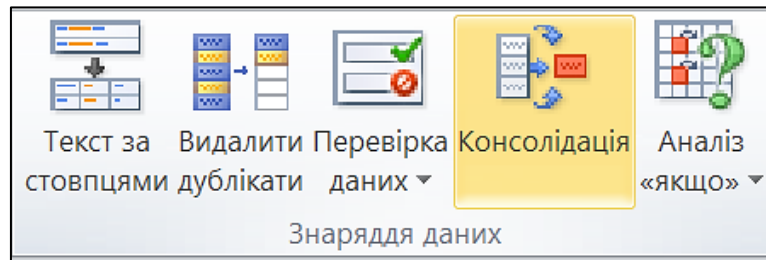 Текст за стовпцями
Видалити дублікати
Перевірка даних
Консолідація
Аналіз «якщо»
Знаряддя даних